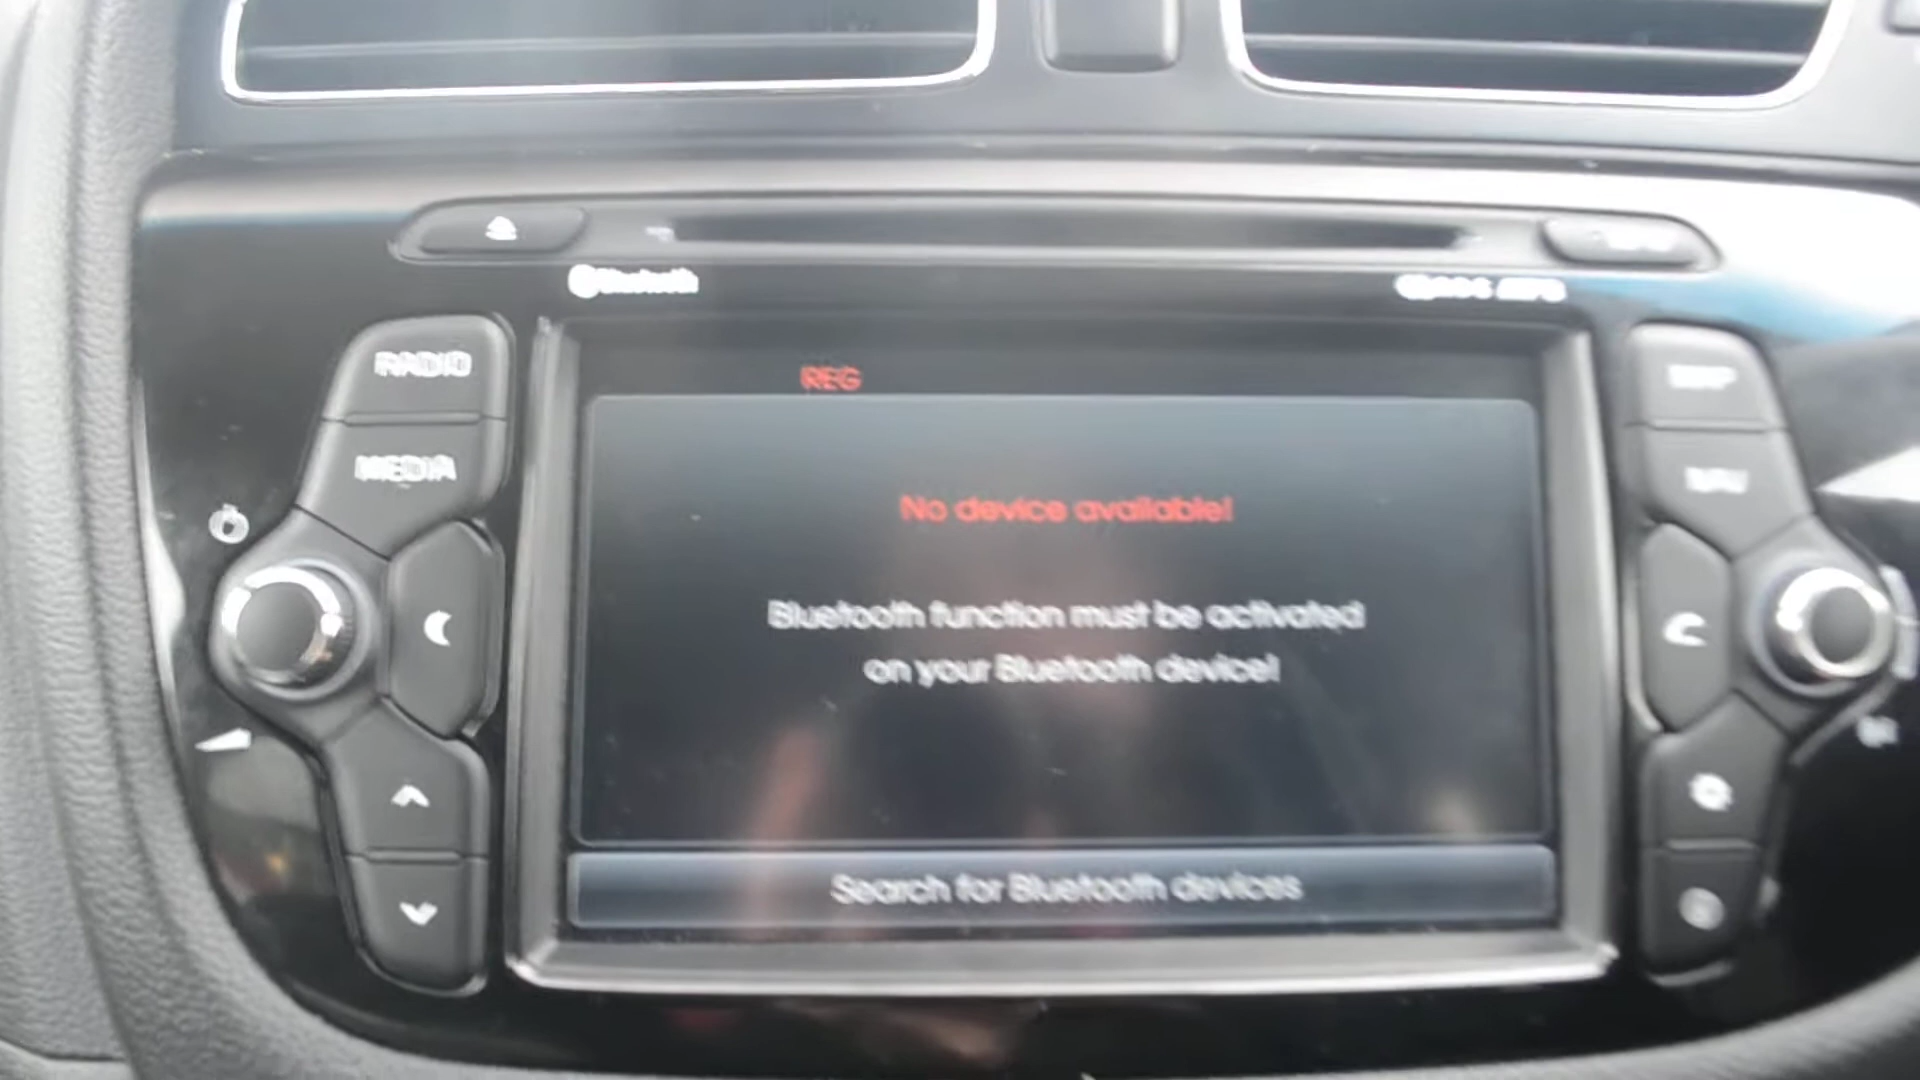 Bluetooth
RADIO
REG
MEDIA
No device available!
Bluetooth function must be activated
on your Bluetooth device!
Search for Bluetooth devices